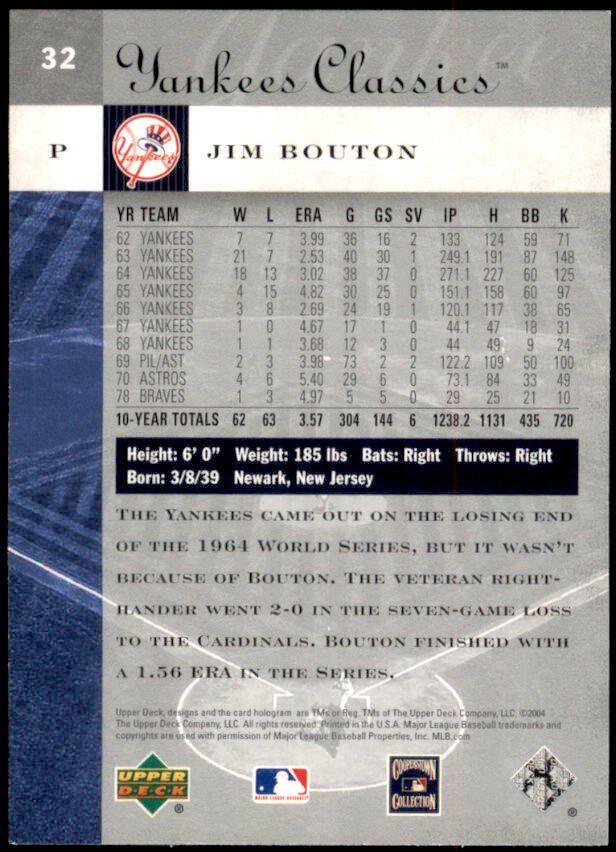 32
Yankees Classics™
P
Yankees
JIM BOUTON
YR TEAM W L ERA G GS SV IP H BB K
62 YANKEES 7 7 3.99 36 16 2 133 124 59 71
63 YANKEES 21 7 2.53 40 30 1 249.1 191 87 148
64 YANKEES 18 13 3.02 38 37 0 271.1 227 60 125
65 YANKEES 4 15 4.82 30 25 0 151.1 158 60 97
66 YANKEES 3 8 2.69 24 19 1 120.1 117 38 65
67 YANKEES 1 0 4.67 17 1 0 44.1 47 18 31
68 YANKEES 1 1 3.68 12 3 0 44 49 9 24
69 PIL/AST 2 3 3.98 73 2 2 122.2 109 50 100
70 ASTROS 4 6 5.40 29 6 0 73.1 84 33 49
78 BRAVES 1 3 4.97 5 5 0 29 25 21 10
10-YEAR TOTALS 62 63 3.57 304 144 6 1238.2 1131 435 720
Height: 6' 0" Weight: 185 lbs Bats: Right Throws: Right
Born: 3/8/39 Newark, New Jersey
THE YANKEES CAME OUT ON THE LOSING END
OF THE 1964 WORLD SERIES, BUT IT WASN'T
BECAUSE OF BOUTON. THE VETERAN RIGHT-
HANDER WENT 2-0 IN THE SEVEN-GAME LOSS
TO THE CARDINALS. BOUTON FINISHED WITH
A 1.56 ERA IN THE SERIES.
Upper Deck, designs and the card hologram are TMs or Reg. TMs of The Upper Deck Company, LLC. ©2004
The Upper Deck Company, LLC. All rights reserved. Printed in the U.S.A. Major League Baseball trademarks and
copyrights are used with permission of Major League Baseball Properties, Inc. MLB.com
UPPER DECK ®
MAJOR LEAGUE BASEBALL
COOPERSTOWN COLLECTION
®